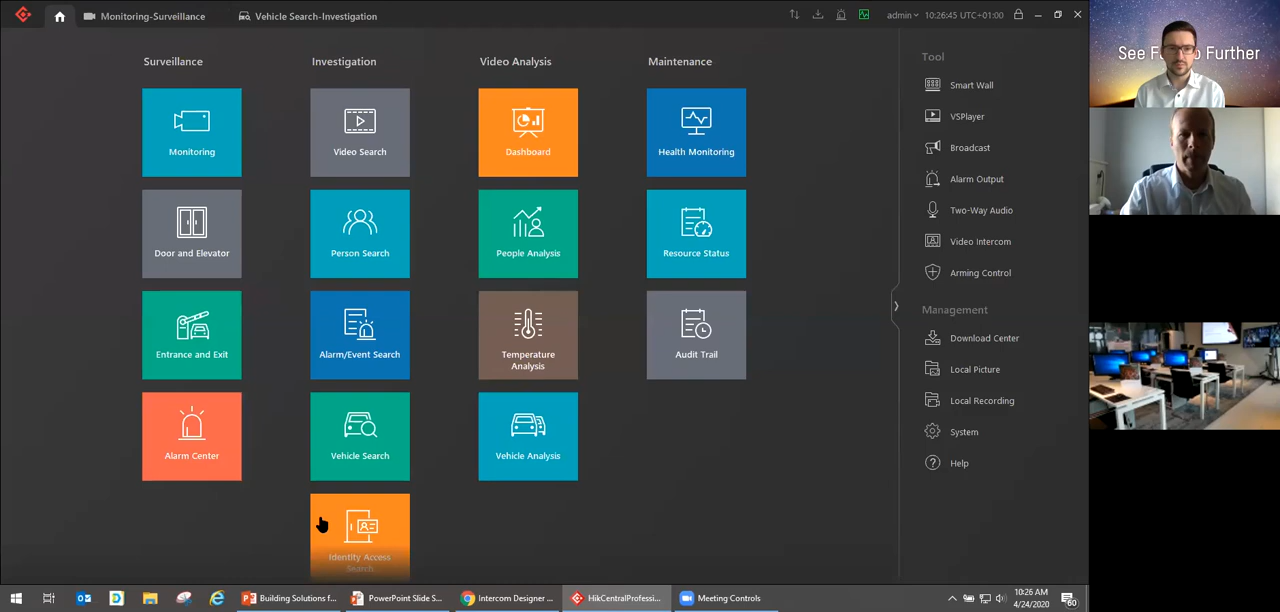 Monitoring-Surveillance
Vehicle Search-Investigation
admin
10:26:45 UTC+01:00
Surveillance
Investigation
Video Analysis
Maintenance
Monitoring
Video Search
Dashboard
Health Monitoring
Door and Elevator
Person Search
People Analysis
Resource Status
Entrance and Exit
Alarm/Event Search
Temperature
Analysis
Audit Trail
Alarm Center
Vehicle Search
Vehicle Analysis
Identity Access
Search
Tool
Smart Wall
VSPlayer
Broadcast
Alarm Output
Two-Way Audio
Video Intercom
Arming Control
Management
Download Center
Local Picture
Local Recording
System
Help
See Further
Building Solutions f...
PowerPoint Slide S...
Intercom Designer ...
HikCentralProfessi...
Meeting Controls
10:26 AM
4/24/2020
60